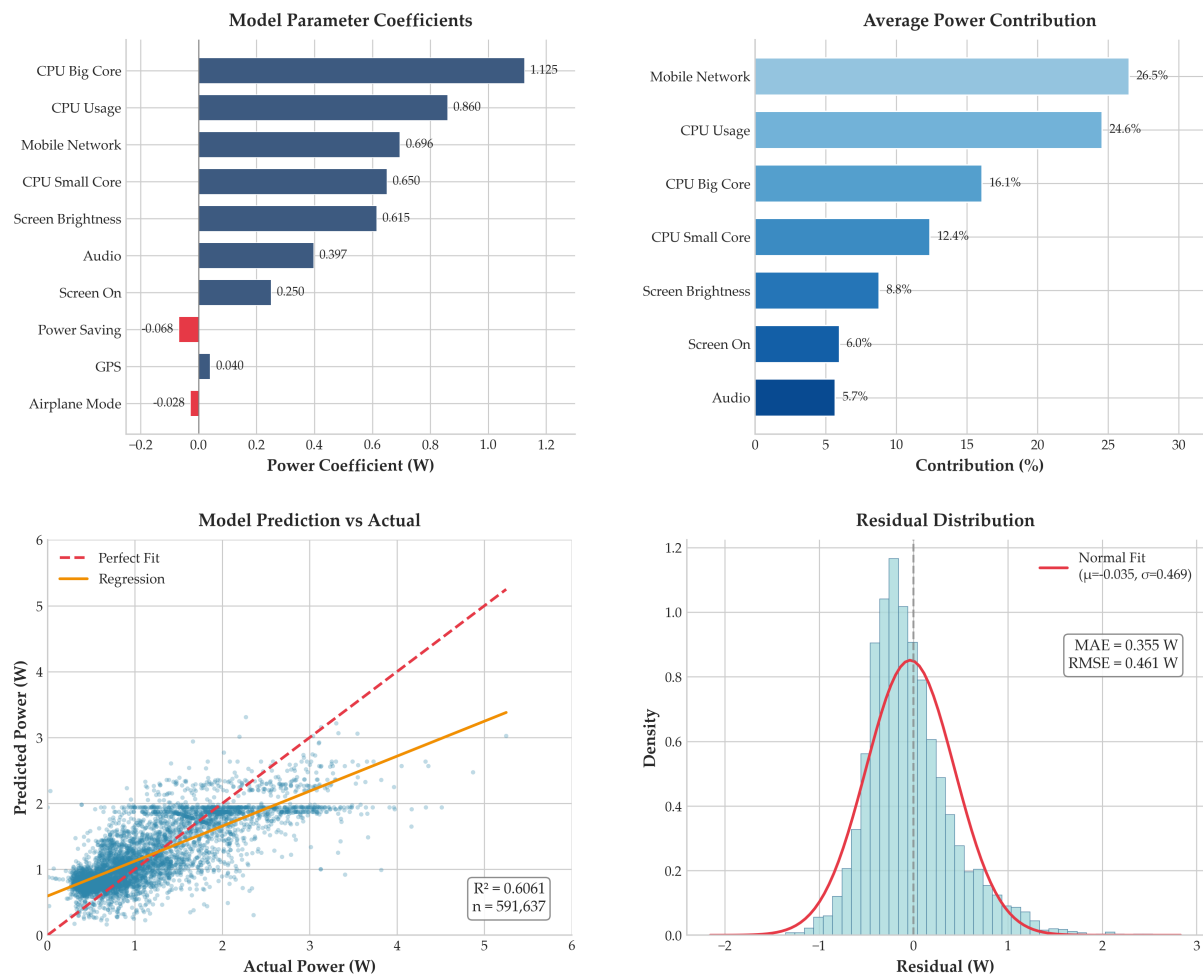 Model Parameter Coefficients
CPU Big Core
1.125
CPU Usage
0.860
Mobile Network
0.696
CPU Small Core
0.650
Screen Brightness
0.615
Audio
0.397
Screen On
0.250
Power Saving
-0.068
GPS
0.040
Airplane Mode
-0.028
−0.2 0.0 0.2 0.4 0.6 0.8 1.0 1.2
Power Coefficient (W)
Average Power Contribution
Mobile Network
26.5%
CPU Usage
24.6%
CPU Big Core
16.1%
CPU Small Core
12.4%
Screen Brightness
8.8%
Screen On
6.0%
Audio
5.7%
0 5 10 15 20 25 30
Contribution (%)
Model Prediction vs Actual
Predicted Power (W)
6
5
4
3
2
1
0
Perfect Fit
Regression
R² = 0.6061
n = 591,637
0 1 2 3 4 5 6
Actual Power (W)
Residual Distribution
Density
1.2
1.0
0.8
0.6
0.4
0.2
0.0
Normal Fit
(μ=-0.035, σ=0.469)
MAE = 0.355 W
RMSE = 0.461 W
−2 −1 0 1 2 3
Residual (W)